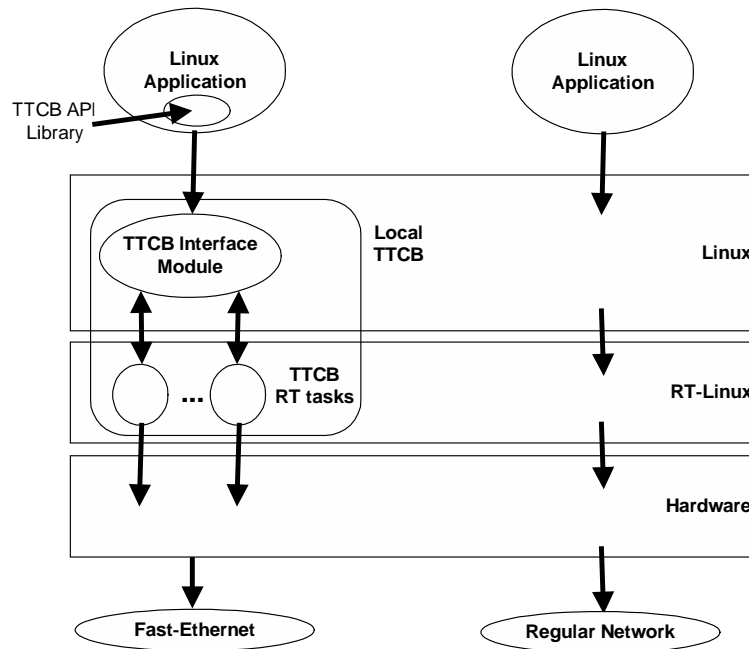 Linux
Application
Linux
Application
TTCB API
Library
TTCB Interface
Module
Local
TTCB
Linux
...
TTCB
RT tasks
RT-Linux
Hardware
Fast-Ethernet
Regular Network